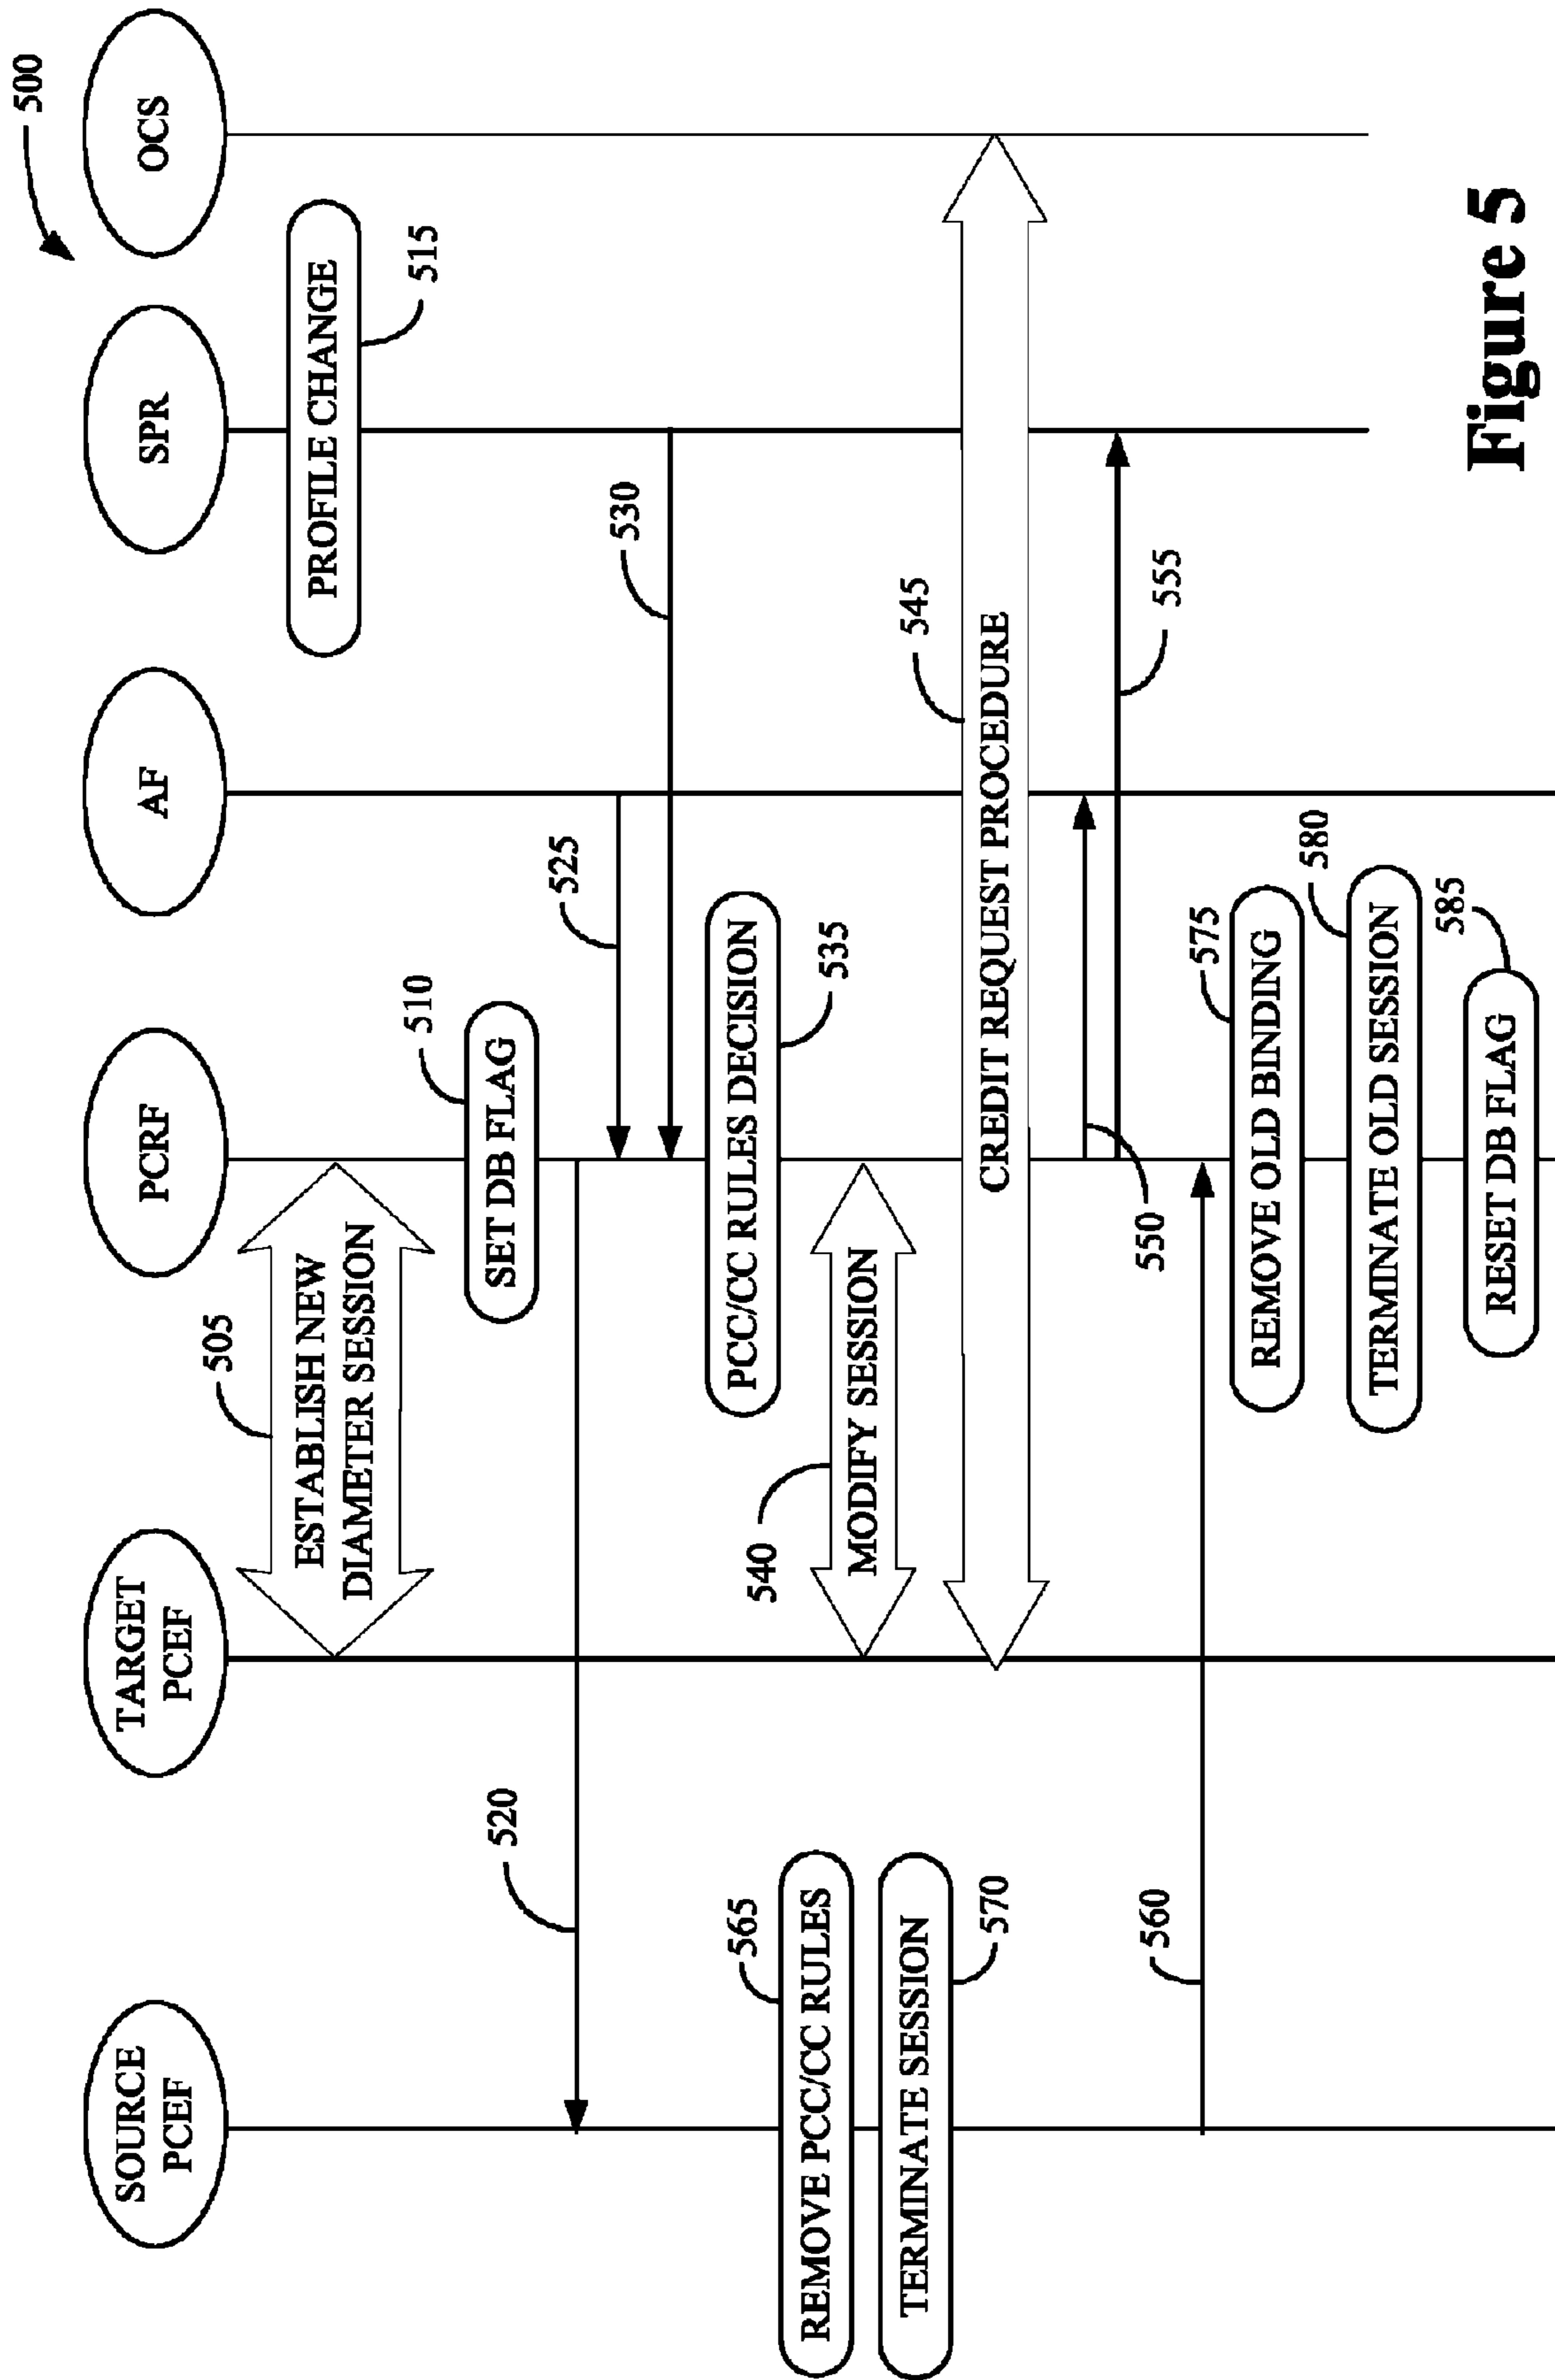 500
SOURCE
PCEF
TARGET
PCEF
PCRF
AF
SPR
OCS
505
ESTABLISH NEW
DIAMETER SESSION
PROFILE CHANGE
515
510
SET DB FLAG
520
525
530
PCC/CC RULES DECISION
535
565
REMOVE PCC/CC RULES
540
MODIFY SESSION
TERMINATE SESSION
570
545
CREDIT REQUEST PROCEDURE
550
555
560
575
REMOVE OLD BINDING
580
TERMINATE OLD SESSION
585
RESET DB FLAG
Figure 5